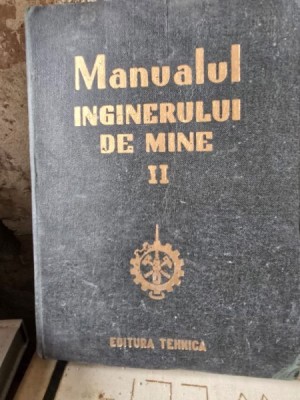 Manualul
INGINERULUI
DE MINE
II
EDITURA TEHNICA